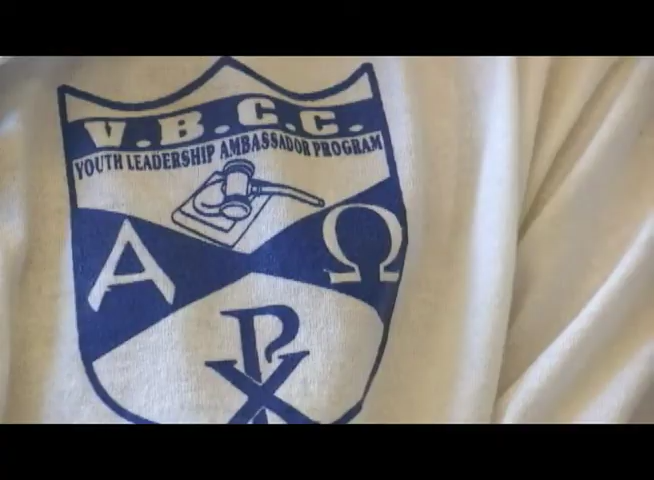 V.B.C.C.
YOUTH LEADERSHIP AMBASSADOR PROGRAM
Α Ω
☧